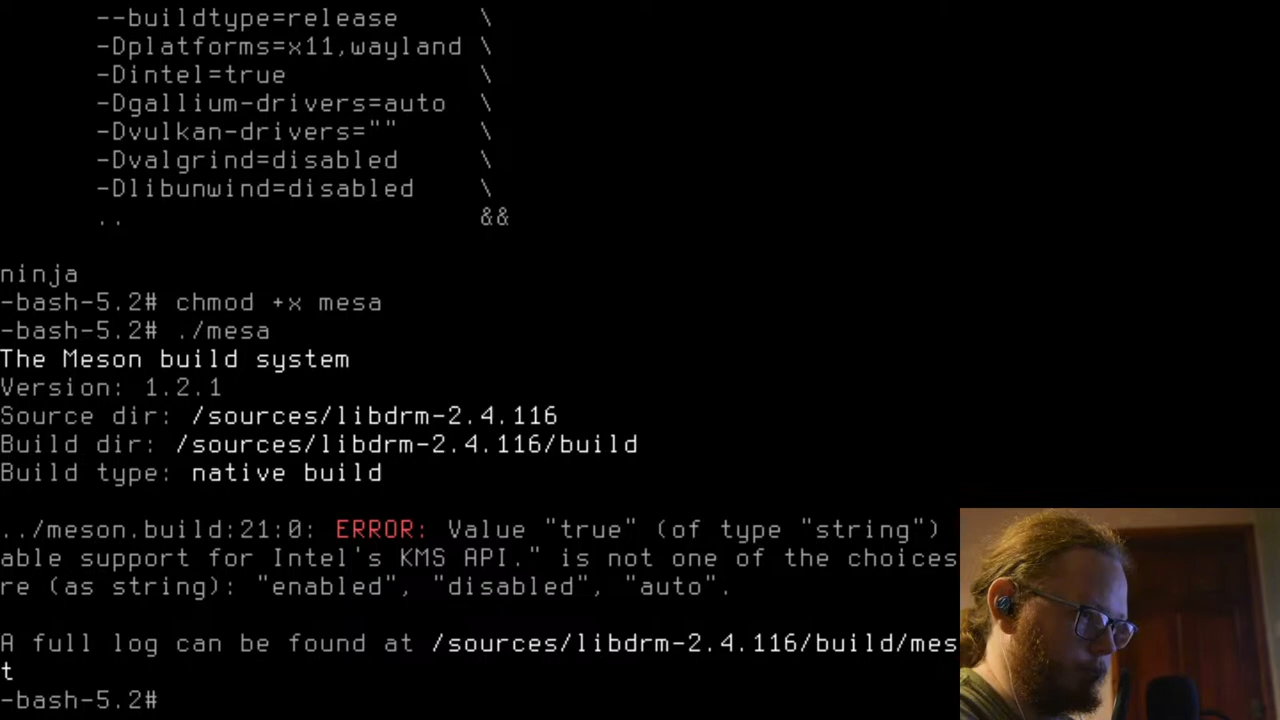 --buildtype=release \
-Dplatforms=x11,wayland \
-Dintel=true \
-Dgallium-drivers=auto \
-Dvulkan-drivers="" \
-Dvalgrind=disabled \
-Dlibunwind=disabled \
.. &&
ninja
-bash-5.2# chmod +x mesa
-bash-5.2# ./mesa
The Meson build system
Version: 1.2.1
Source dir: /sources/libdrm-2.4.116
Build dir: /sources/libdrm-2.4.116/build
Build type: native build
../meson.build:21:0: ERROR: Value "true" (of type "string")
able support for Intel's KMS API." is not one of the choices
re (as string): "enabled", "disabled", "auto".
A full log can be found at /sources/libdrm-2.4.116/build/mes
t
-bash-5.2#